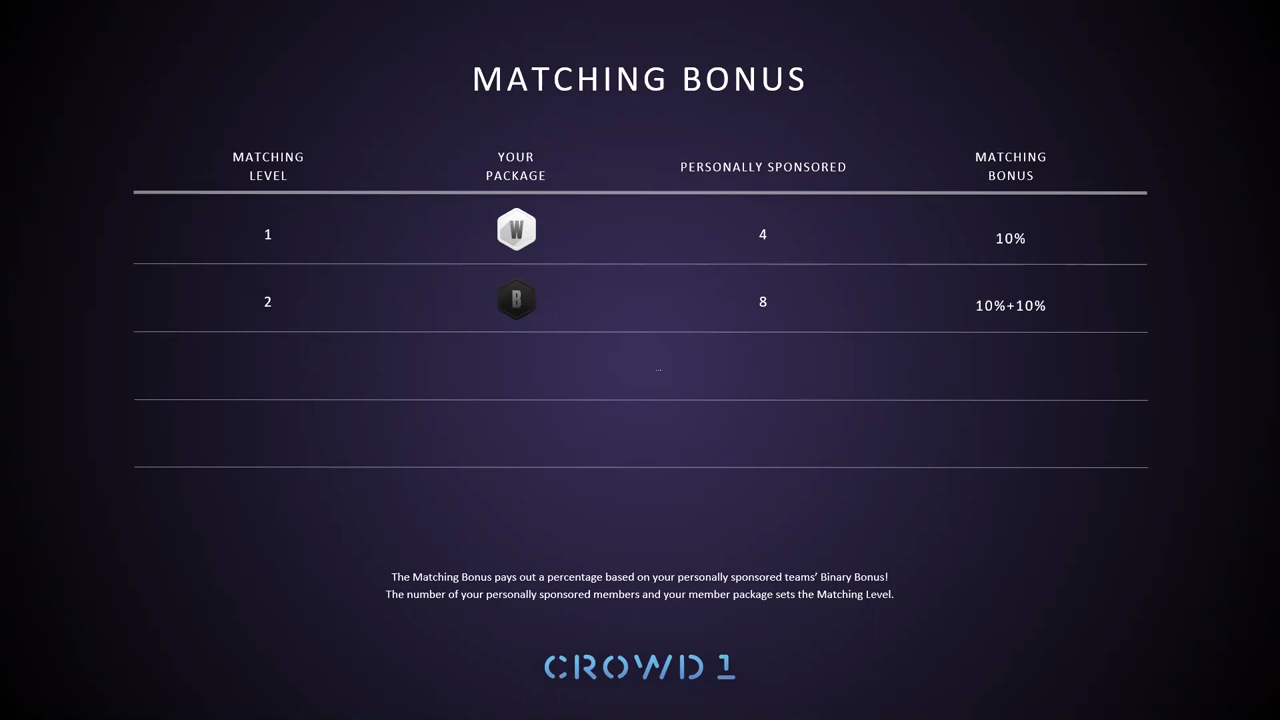 MATCHING BONUS
MATCHING LEVEL
YOUR PACKAGE
PERSONALLY SPONSORED
MATCHING BONUS
1 W 4 10%
2 B 8 10%+10%
...
The Matching Bonus pays out a percentage based on your personally sponsored teams’ Binary Bonus!
The number of your personally sponsored members and your member package sets the Matching Level.
CROWD 1